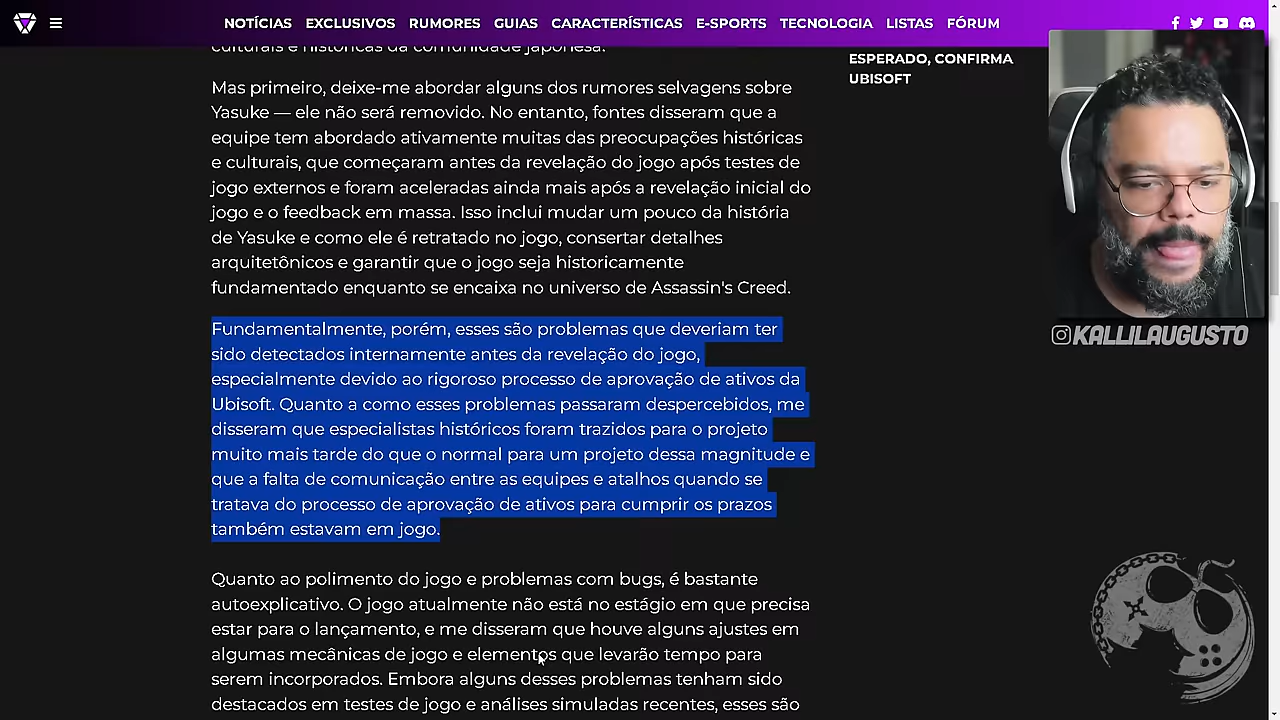 NOTÍCIAS EXCLUSIVOS RUMORES GUIAS CARACTERÍSTICAS E-SPORTS TECNOLOGIA LISTAS FÓRUM
culturais e históricas da comunidade japonesa.
ESPERADO, CONFIRMA
UBISOFT
Mas primeiro, deixe-me abordar alguns dos rumores selvagens sobre
Yasuke — ele não será removido. No entanto, fontes disseram que a
equipe tem abordado ativamente muitas das preocupações históricas
e culturais, que começaram antes da revelação do jogo após testes de
jogo externos e foram aceleradas ainda mais após a revelação inicial do
jogo e o feedback em massa. Isso inclui mudar um pouco da história
de Yasuke e como ele é retratado no jogo, consertar detalhes
arquitetônicos e garantir que o jogo seja historicamente
fundamentado enquanto se encaixa no universo de Assassin's Creed.
Fundamentalmente, porém, esses são problemas que deveriam ter
sido detectados internamente antes da revelação do jogo,
especialmente devido ao rigoroso processo de aprovação de ativos da
Ubisoft. Quanto a como esses problemas passaram despercebidos, me
disseram que especialistas históricos foram trazidos para o projeto
muito mais tarde do que o normal para um projeto dessa magnitude e
que a falta de comunicação entre as equipes e atalhos quando se
tratava do processo de aprovação de ativos para cumprir os prazos
também estavam em jogo.
Quanto ao polimento do jogo e problemas com bugs, é bastante
autoexplicativo. O jogo atualmente não está no estágio em que precisa
estar para o lançamento, e me disseram que houve alguns ajustes em
algumas mecânicas de jogo e elementos que levarão tempo para
serem incorporados. Embora alguns desses problemas tenham sido
destacados em testes de jogo e análises simuladas recentes, esses são
@KALLILAUGUSTO